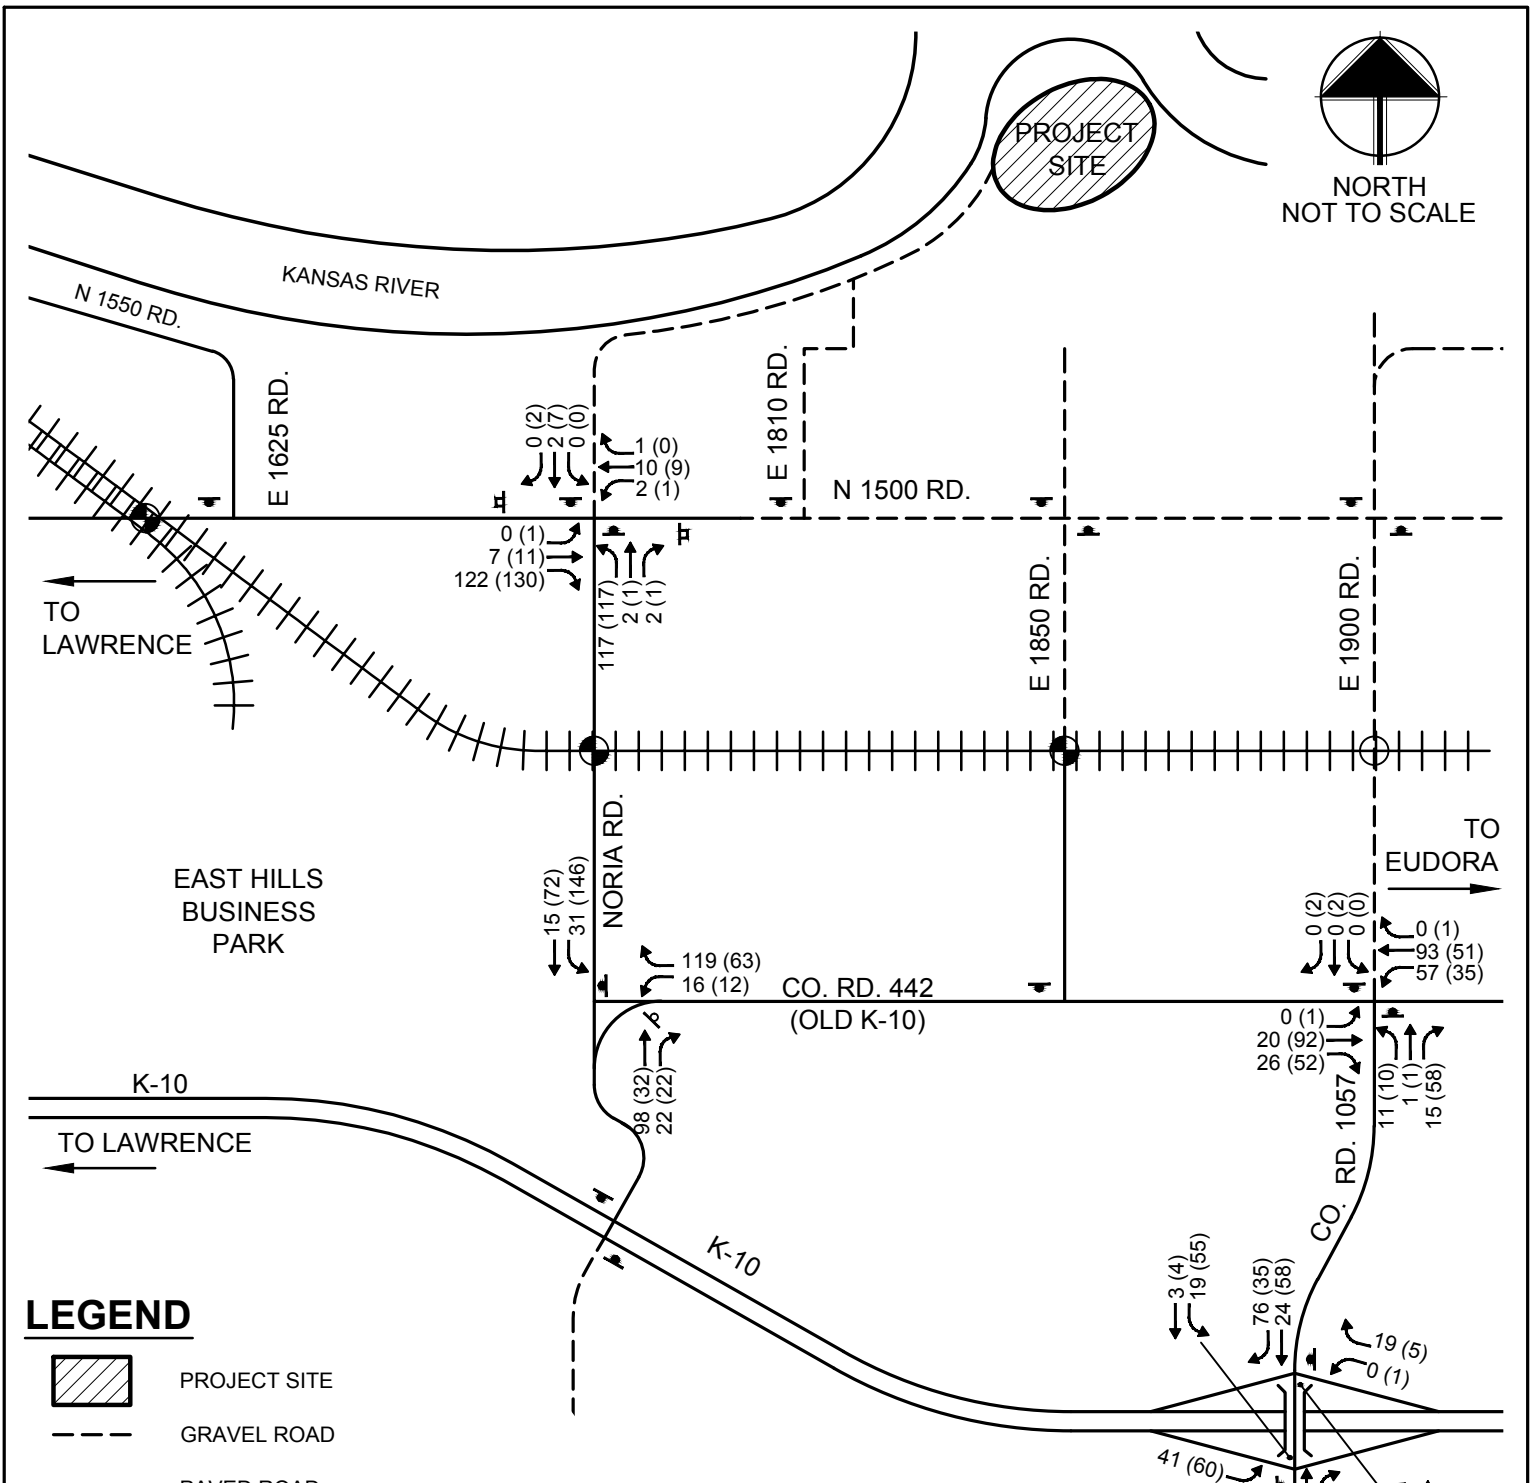 PROJECT
SITE
NORTH
NOT TO SCALE
KANSAS RIVER
N 1550 RD.
E 1625 RD.
E 1810 RD.
0 (2)
2 (7)
0 (0)
1 (0)
10 (9)
2 (1)
N 1500 RD.
0 (1)
7 (11)
122 (130)
117 (117)
2 (1)
2 (1)
E 1850 RD.
E 1900 RD.
TO
LAWRENCE
TO
EUDORA
EAST HILLS
BUSINESS
PARK
NORIA RD.
15 (72)
31 (146)
119 (63)
16 (12)
CO. RD. 442
(OLD K-10)
98 (32)
22 (22)
0 (2)
0 (2)
0 (0)
0 (1)
93 (51)
57 (35)
0 (1)
20 (92)
26 (52)
11 (10)
1 (1)
15 (58)
CO. RD. 1057
K-10
TO LAWRENCE
K-10
3 (4)
19 (55)
76 (35)
24 (58)
19 (5)
0 (1)
41 (60)
LEGEND
PROJECT SITE
GRAVEL ROAD
PAVED ROAD